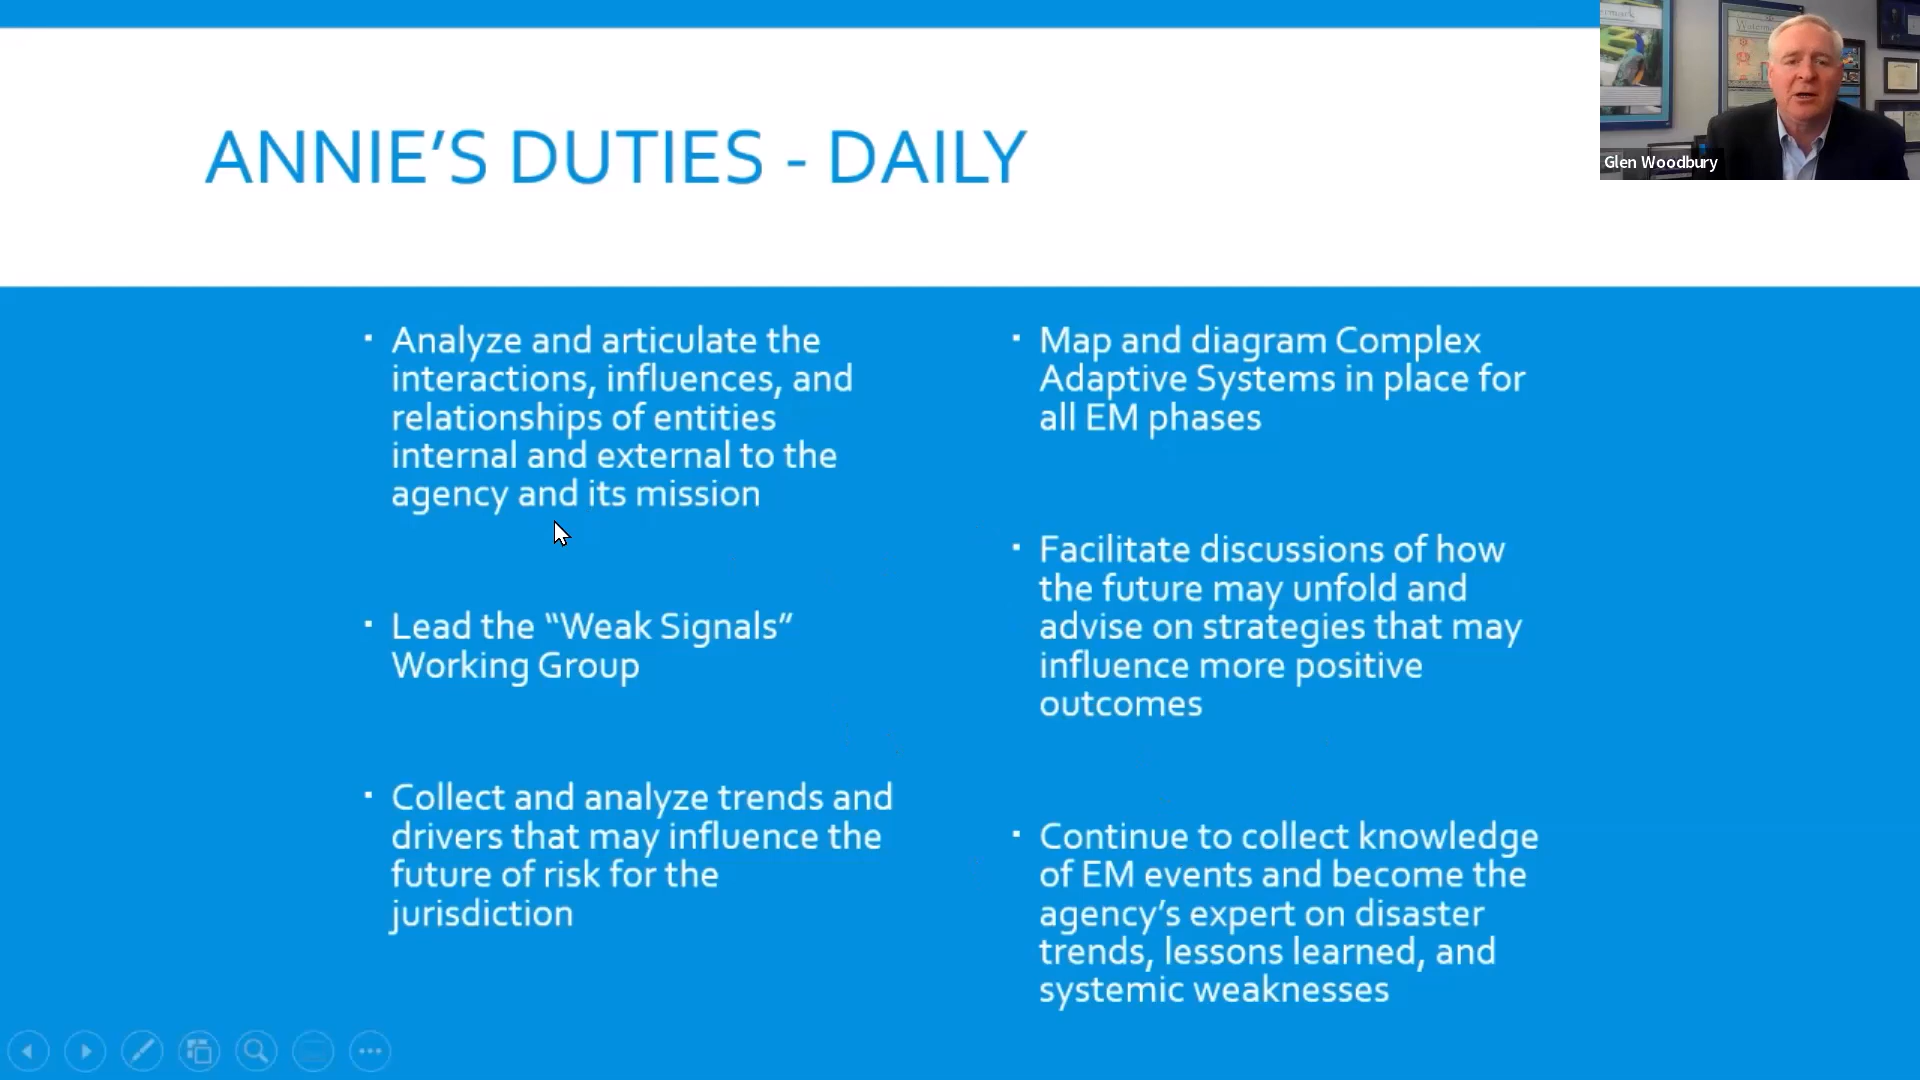 ANNIE’S DUTIES - DAILY
Glen Woodbury
▪ Analyze and articulate the
interactions, influences, and
relationships of entities
internal and external to the
agency and its mission
▪ Lead the “Weak Signals”
Working Group
▪ Collect and analyze trends and
drivers that may influence the
future of risk for the
jurisdiction
▪ Map and diagram Complex
Adaptive Systems in place for
all EM phases
▪ Facilitate discussions of how
the future may unfold and
advise on strategies that may
influence more positive
outcomes
▪ Continue to collect knowledge
of EM events and become the
agency’s expert on disaster
trends, lessons learned, and
systemic weaknesses